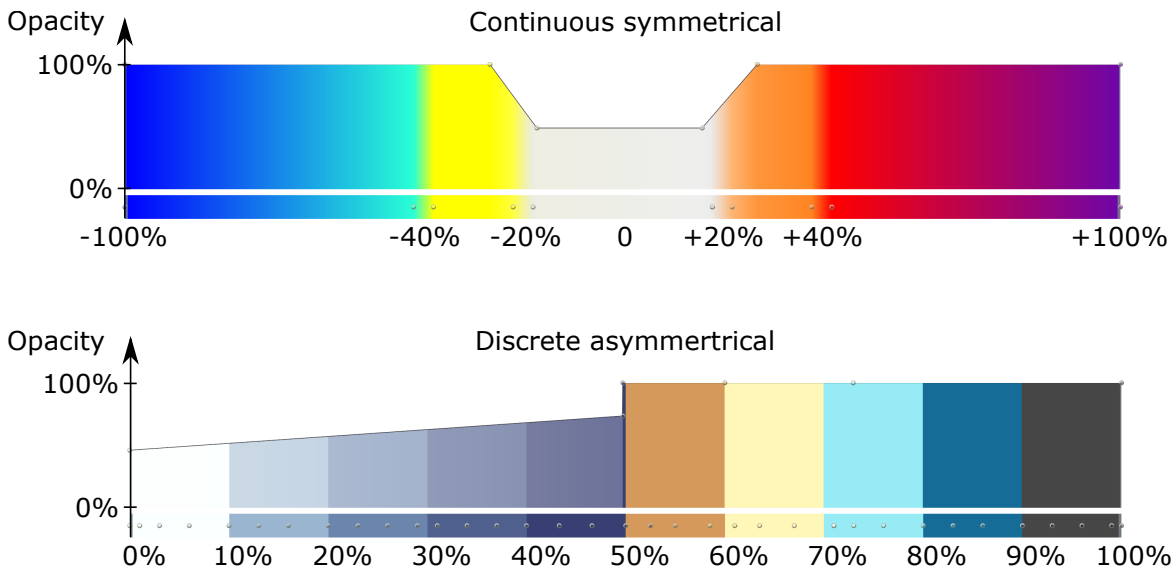 Opacity
Continuous symmetrical
100%
0%
-100% -40% -20% 0 +20% +40% +100%
Opacity
Discrete asymmertrical
100%
0%
0% 10% 20% 30% 40% 50% 60% 70% 80% 90% 100%